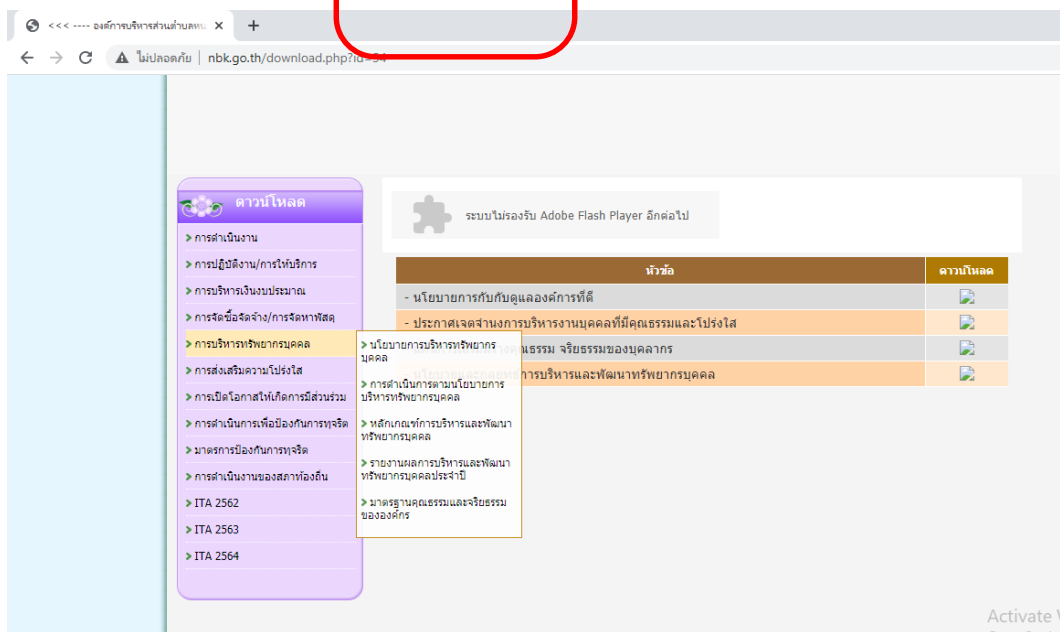 <<< ---- องค์การบริหารส่วนตำบลหน
ไม่ปลอดภัย | nbk.go.th/download.php?id=94
ดาวน์โหลด
การดำเนินงาน
การปฏิบัติงาน/การให้บริการ
การบริหารเงินงบประมาณ
การจัดซื้อจัดจ้าง/การจัดหาพัสดุ
การบริหารทรัพยากรบุคคล
การส่งเสริมความโปร่งใส
การเปิดโอกาสให้เกิดการมีส่วนร่วม
การดำเนินการเพื่อป้องกันการทุจริต
มาตรการป้องกันการทุจริต
การดำเนินงานของสภาท้องถิ่น
ITA 2562
ITA 2563
ITA 2564
นโยบายการบริหารทรัพยากร
บุคคล
การดำเนินการตามนโยบายการ
บริหารทรัพยากรบุคคล
หลักเกณฑ์การบริหารและพัฒนา
ทรัพยากรบุคคล
รายงานผลการบริหารและพัฒนา
ทรัพยากรบุคคลประจำปี
มาตรฐานคุณธรรมและจริยธรรม
ขององค์กร
ระบบไม่รองรับ Adobe Flash Player อีกต่อไป
หัวข้อ ดาวน์โหลด
- นโยบายการกับกับดูแลองค์การที่ดี
- ประกาศเจตจำนงการบริหารงานบุคคลที่มีคุณธรรมและโปร่งใส
คุณธรรม จริยธรรมของบุคลากร
การบริหารและพัฒนาทรัพยากรบุคคล
Activate